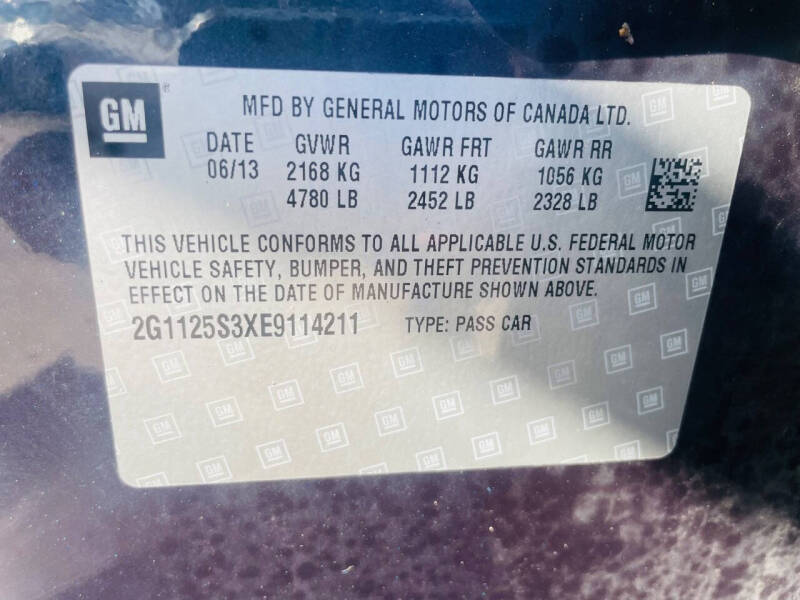 GM
MFD BY GENERAL MOTORS OF CANADA LTD.
DATE GVWR GAWR FRT GAWR RR
06/13 2168 KG 1112 KG 1056 KG
4780 LB 2452 LB 2328 LB
THIS VEHICLE CONFORMS TO ALL APPLICABLE U.S. FEDERAL MOTOR
VEHICLE SAFETY, BUMPER, AND THEFT PREVENTION STANDARDS IN
EFFECT ON THE DATE OF MANUFACTURE SHOWN ABOVE.
2G1125S3XE9114211 TYPE: PASS CAR